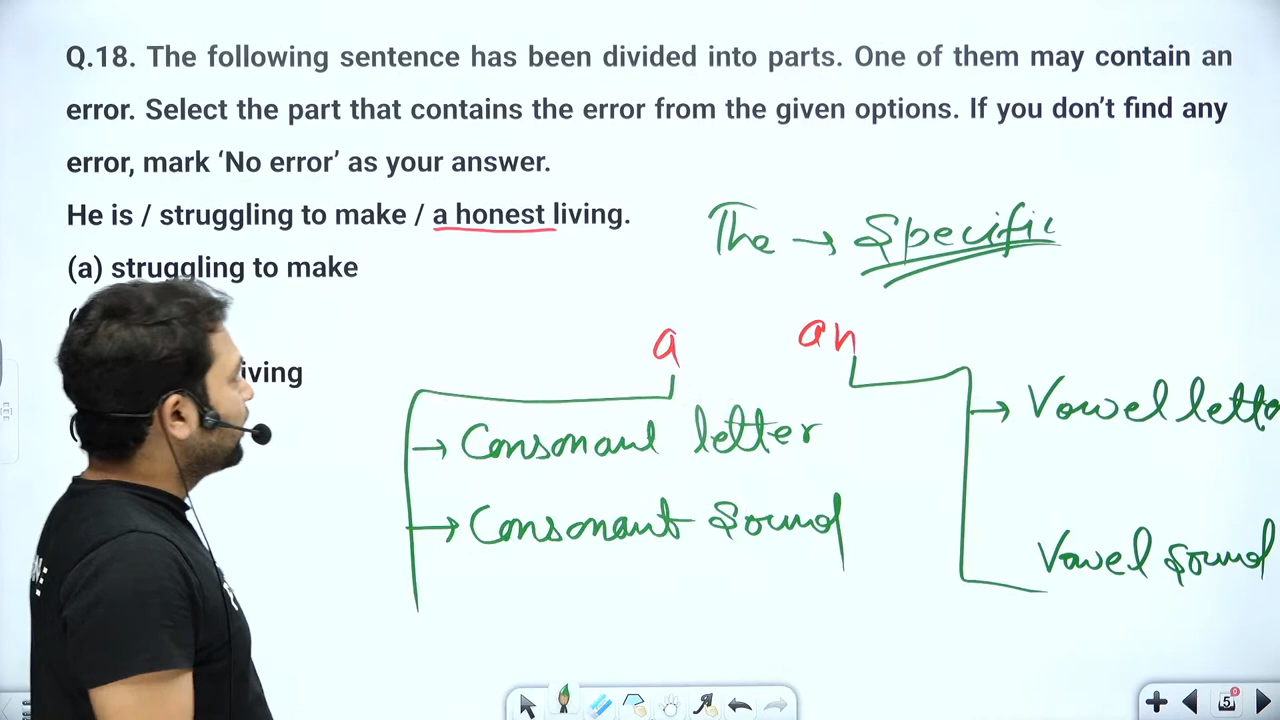 Q.18. The following sentence has been divided into parts. One of them may contain an
error. Select the part that contains the error from the given options. If you don’t find any
error, mark ‘No error’ as your answer.
He is / struggling to make / a honest living.
The → Specific
(a) struggling to make
a
an
iving
→ Consonant letter
→ Vowel lette
→ Consonant Sound
Vowel Sound
5
0